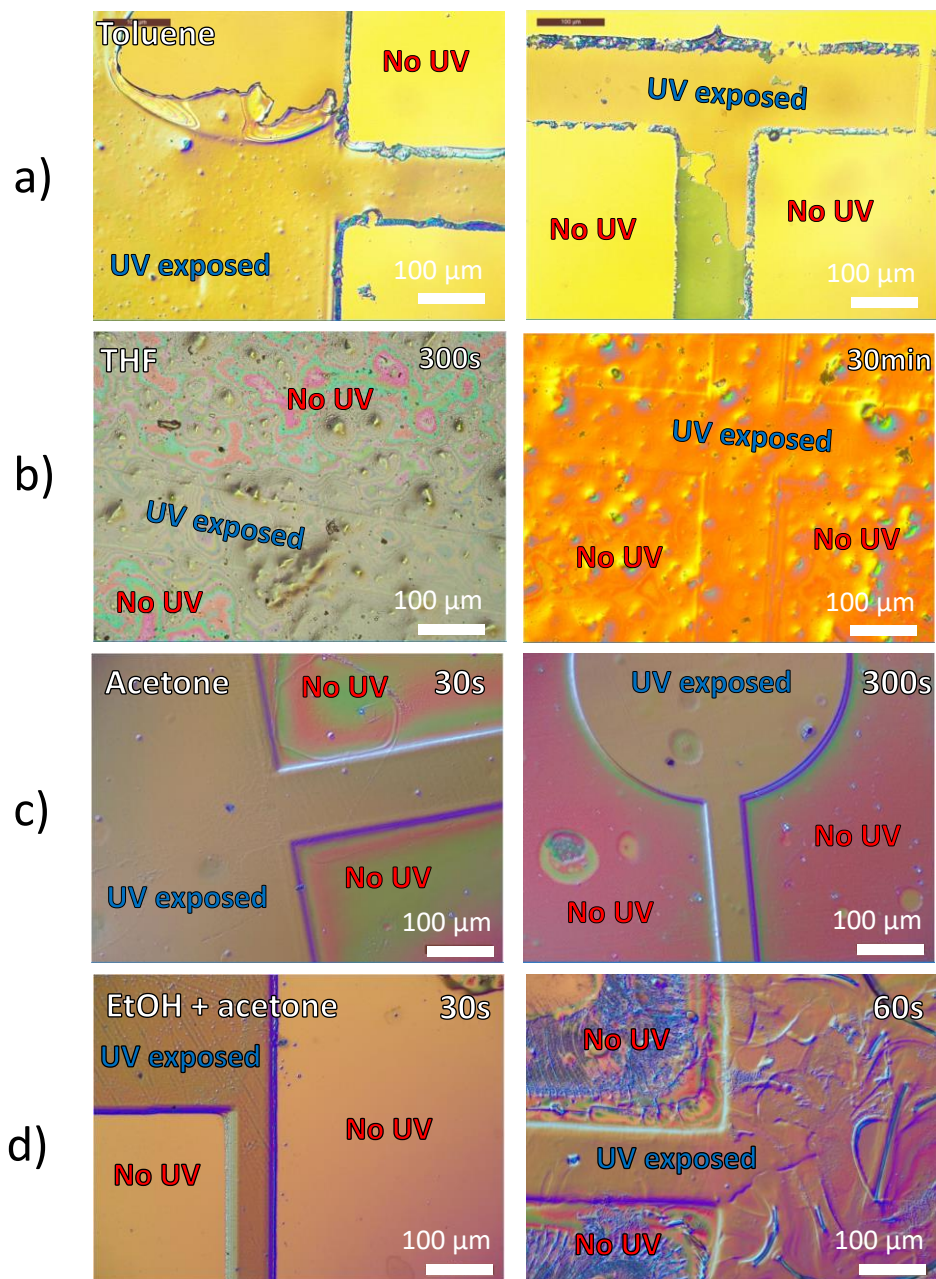 a)
Toluene
No UV
UV exposed
100 µm
UV exposed
No UV
No UV
100 µm
b)
THF
300s
No UV
UV exposed
No UV
100 µm
30min
UV exposed
No UV
No UV
100 µm
c)
Acetone
No UV
30s
No UV
UV exposed
100 µm
UV exposed
300s
No UV
No UV
100 µm
d)
EtOH + acetone
30s
UV exposed
No UV
No UV
100 µm
60s
No UV
UV exposed
No UV
100 µm